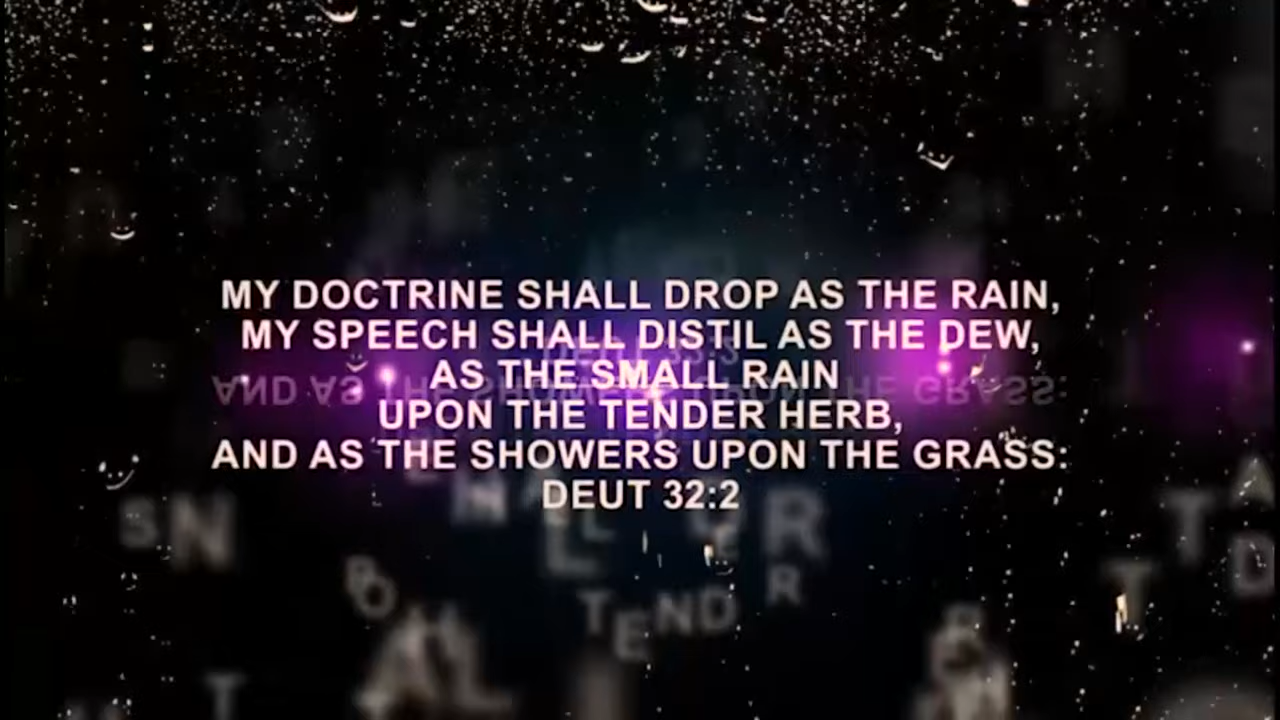 MY DOCTRINE SHALL DROP AS THE RAIN,
MY SPEECH SHALL DISTIL AS THE DEW,
AS THE SMALL RAIN
UPON THE TENDER HERB,
AND AS THE SHOWERS UPON THE GRASS:
DEUT 32:2